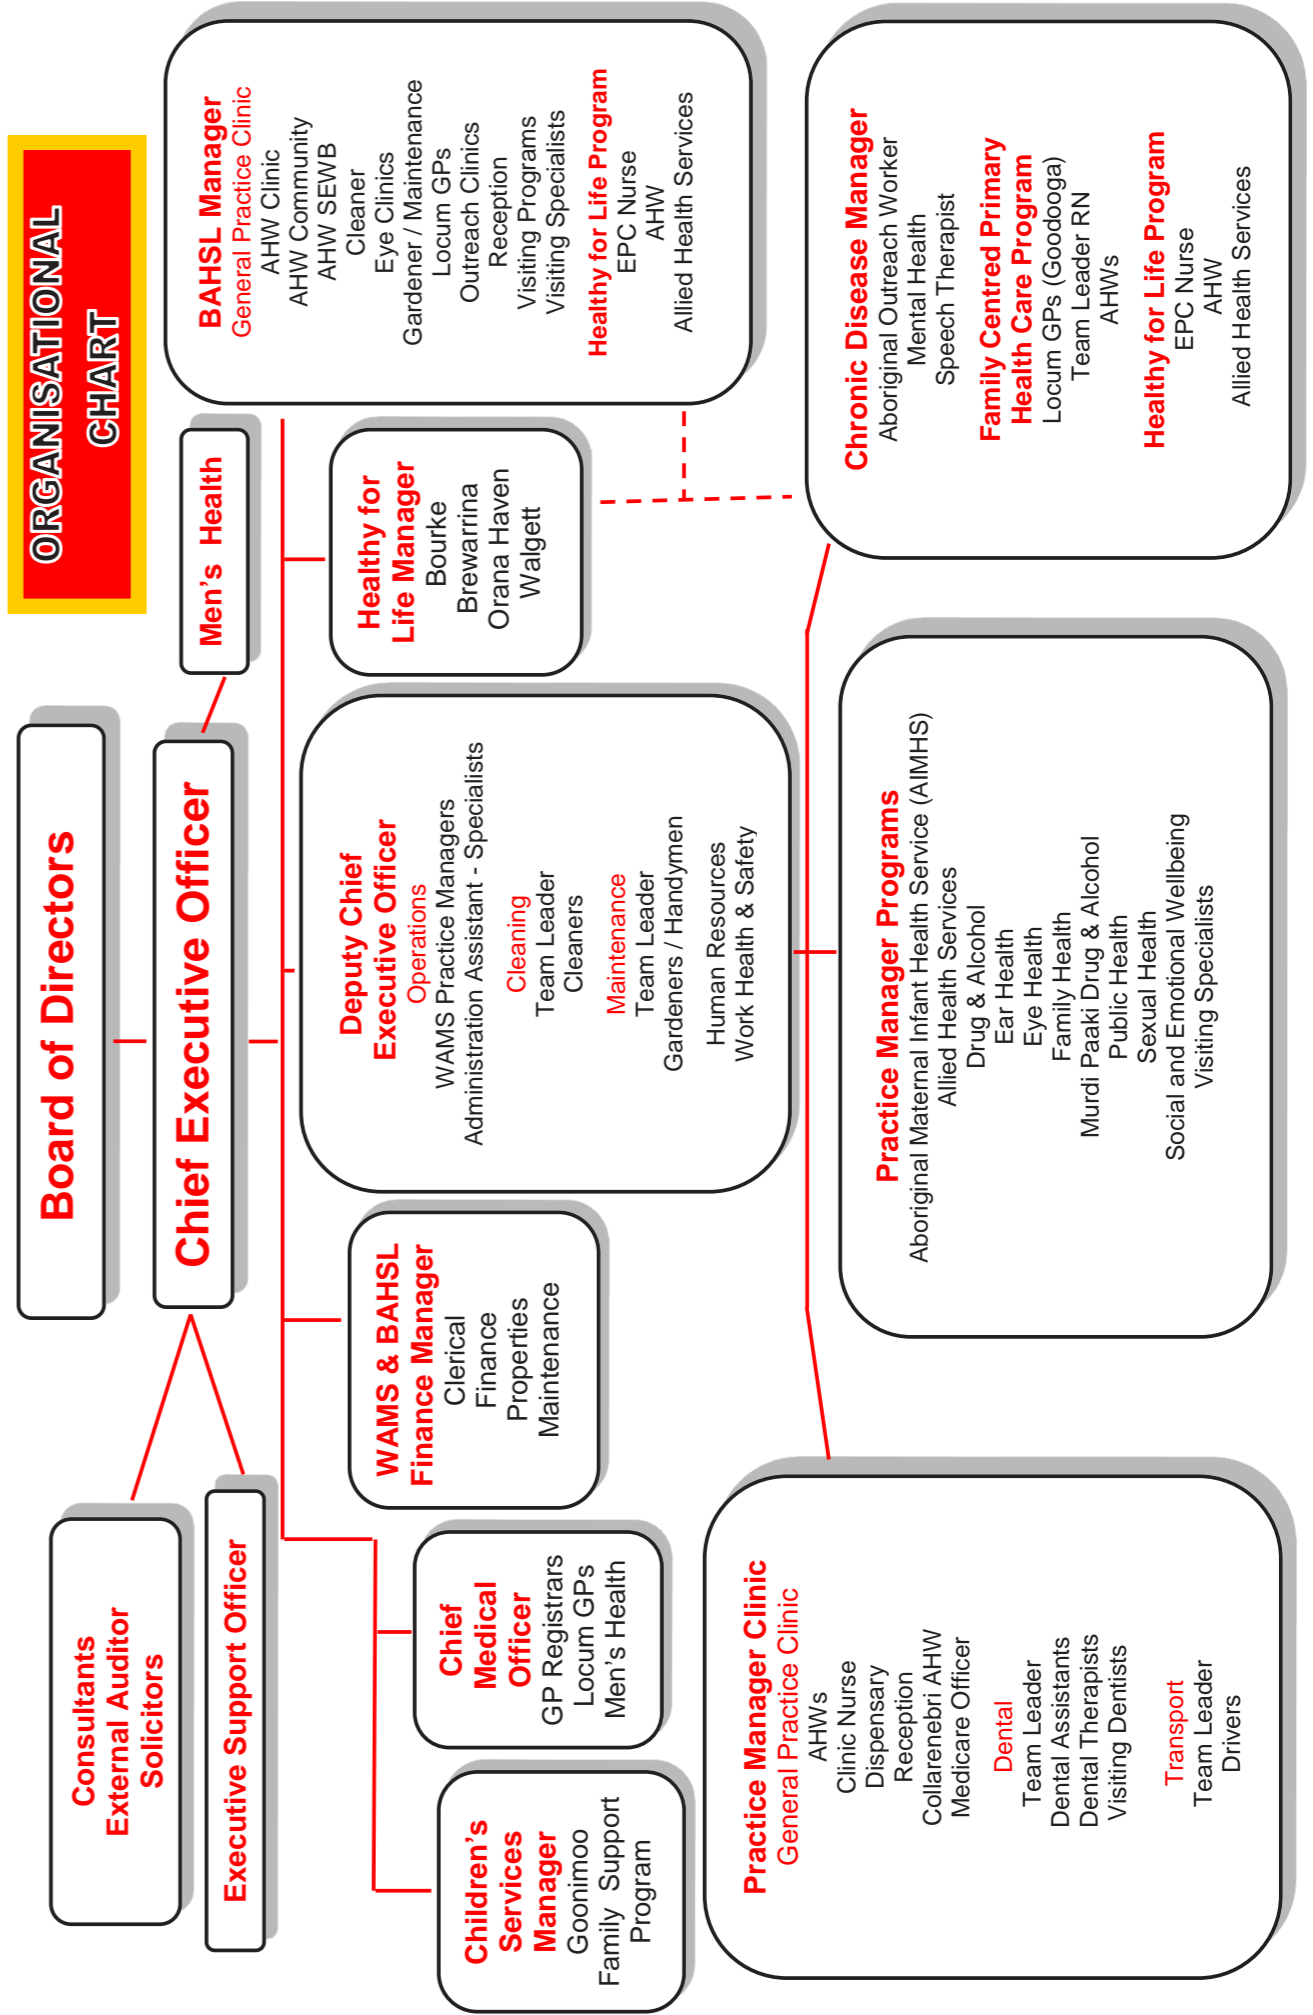 ORGANISATIONAL
CHART
Board of Directors
Chief Executive Officer
Men's  Health
Consultants
External Auditor
Solicitors
Executive Support Officer
Children's
Services
Manager
Goonimoo
Family  Support
Program
Chief
Medical
Officer
GP Registrars
Locum GPs
Men's Health
WAMS & BAHSL
Finance Manager
Clerical
Finance
Properties
Maintenance
Deputy Chief
Executive Officer
Operations
WAMS Practice Managers
Administration Assistant - Specialists
Cleaning
Team Leader
Cleaners
Maintenance
Team Leader
Gardeners / Handymen
Human Resources
Work Health & Safety
Healthy for
Life Manager
Bourke
Brewarrina
Orana Haven
Walgett
BAHSL Manager
General Practice Clinic
AHW Clinic
AHW Community
AHW SEWB
Cleaner
Eye Clinics
Gardener / Maintenance
Locum GPs
Outreach Clinics
Reception
Visiting Programs
Visiting Specialists
Healthy for Life Program
EPC Nurse
AHW
Allied Health Services
Practice Manager Clinic
General Practice Clinic
AHWs
Clinic Nurse
Dispensary
Reception
Collarenebri AHW
Medicare Officer
Dental
Team Leader
Dental Assistants
Dental Therapists
Visiting Dentists
Transport
Team Leader
Drivers
Practice Manager Programs
Aboriginal Maternal Infant Health Service (AIMHS)
Allied Health Services
Drug & Alcohol
Ear Health
Eye Health
Family Health
Murdi Paaki Drug & Alcohol
Public Health
Sexual Health
Social and Emotional Wellbeing
Visiting Specialists
Chronic Disease Manager
Aboriginal Outreach Worker
Mental Health
Speech Therapist
Family Centred Primary
Health Care Program
Locum GPs (Goodooga)
Team Leader RN
AHWs
Healthy for Life Program
EPC Nurse
AHW
Allied Health Services